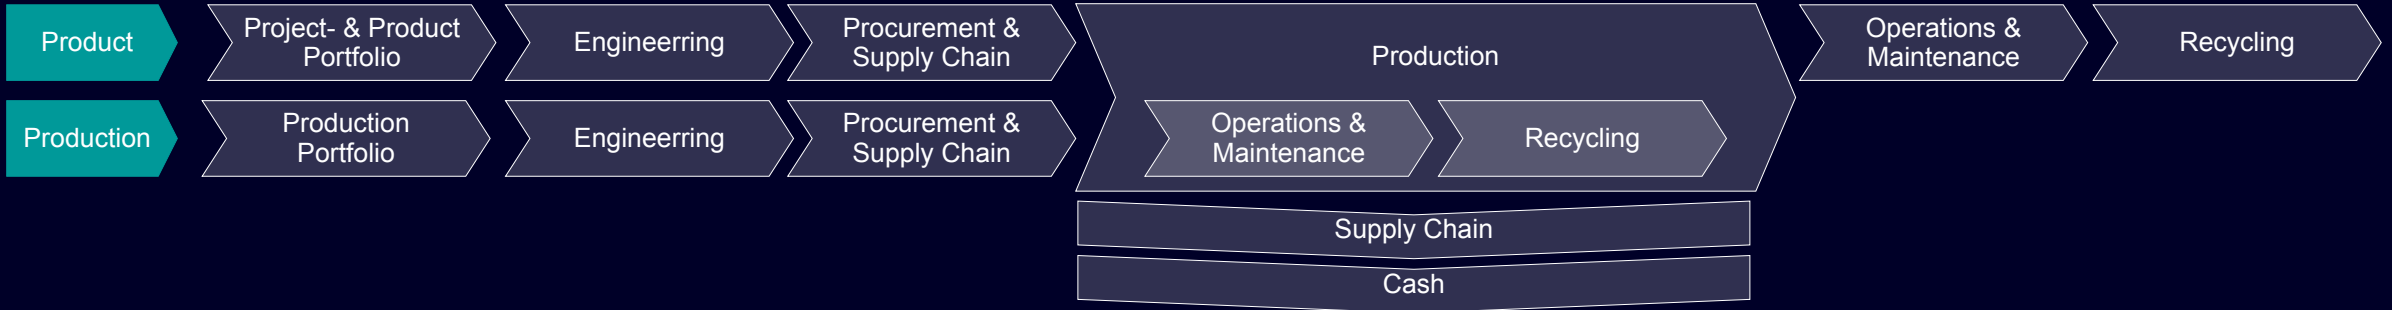 Product
Project- & Product
Portfolio
Engineerring
Procurement &
Supply Chain
Production
Operations &
Maintenance
Recycling
Production
Production
Portfolio
Engineerring
Procurement &
Supply Chain
Operations &
Maintenance
Recycling
Supply Chain
Cash